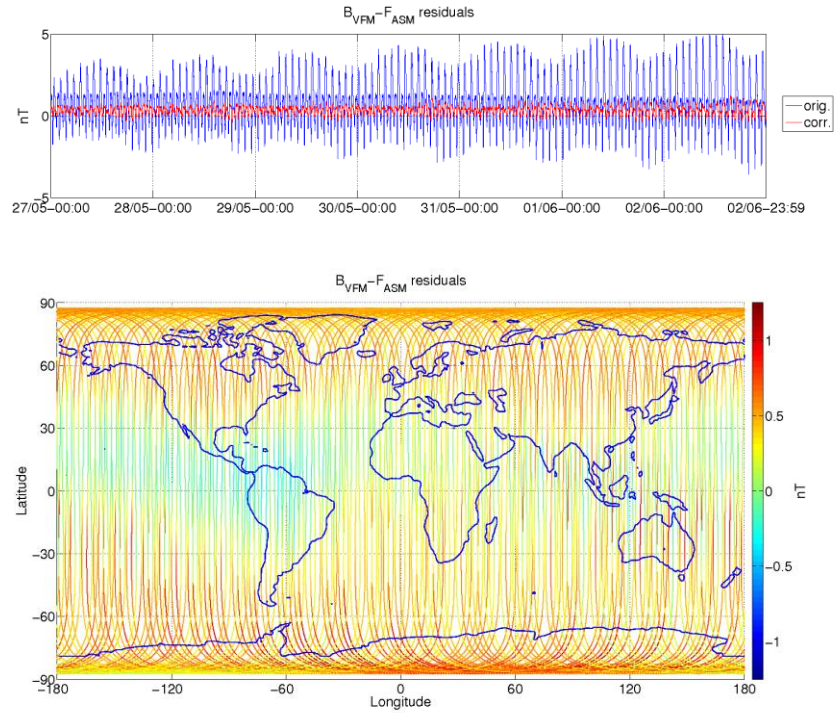 B_VFM−F_ASM residuals
5
0
−5
nT
27/05−00:00 28/05−00:00 29/05−00:00 30/05−00:00 31/05−00:00 01/06−00:00 02/06−00:00 02/06−23:59
orig.
corr.
B_VFM−F_ASM residuals
90
60
30
0
−30
−60
−90
Latitude
−180 −120 −60 0 60 120 180
Longitude
1
0.5
0
−0.5
−1
nT